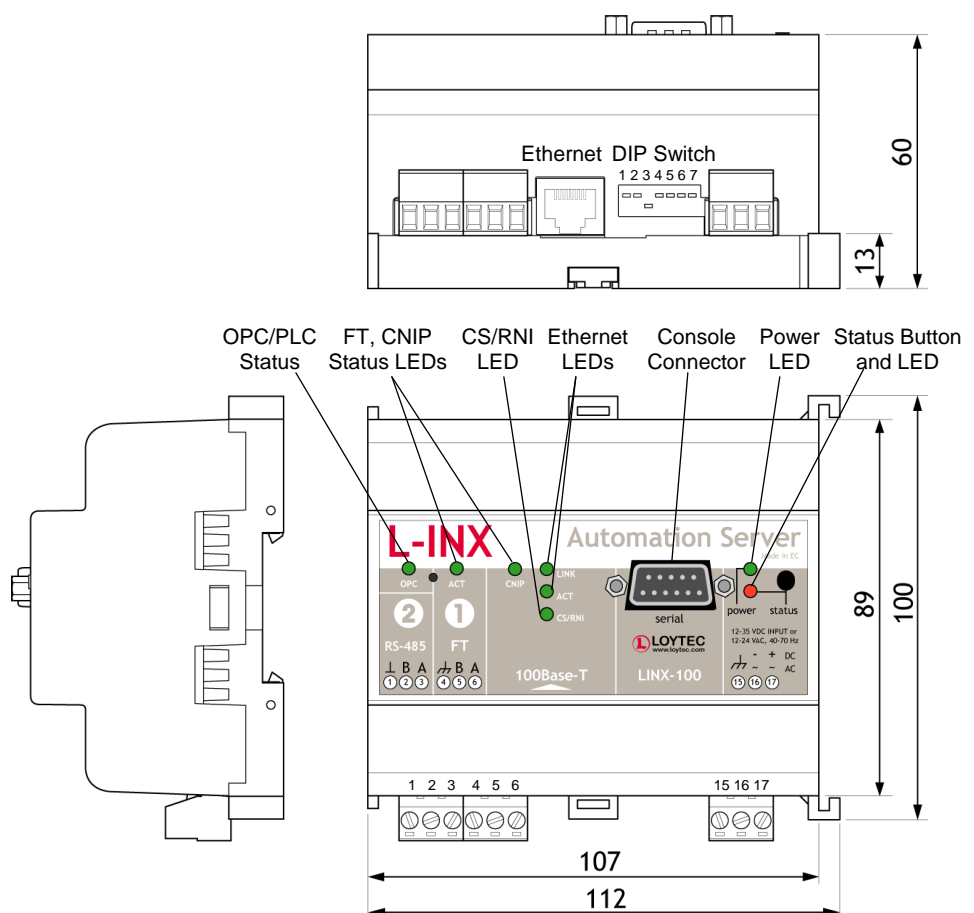 Ethernet DIP Switch
1 2 3 4 5 6 7
60
13
OPC/PLC Status
FT, CNIP Status LEDs
CS/RNI LED
Ethernet LEDs
Console Connector
Power LED
Status Button and LED
L-INX
Automation Server
Made in EC
OPC
ACT
CNIP
LINK
ACT
CS/RNI
serial
power
status
2
RS-485
⊥ B A
1 2 3
1
FT
B A
4 5 6
100Base-T
LOYTEC
www.loytec.com
LINX-100
12-35 VDC INPUT or
12-24 VAC, 40-70 Hz
- + DC
~ ~ AC
15 16 17
89
100
1 2 3 4 5 6
15 16 17
107
112